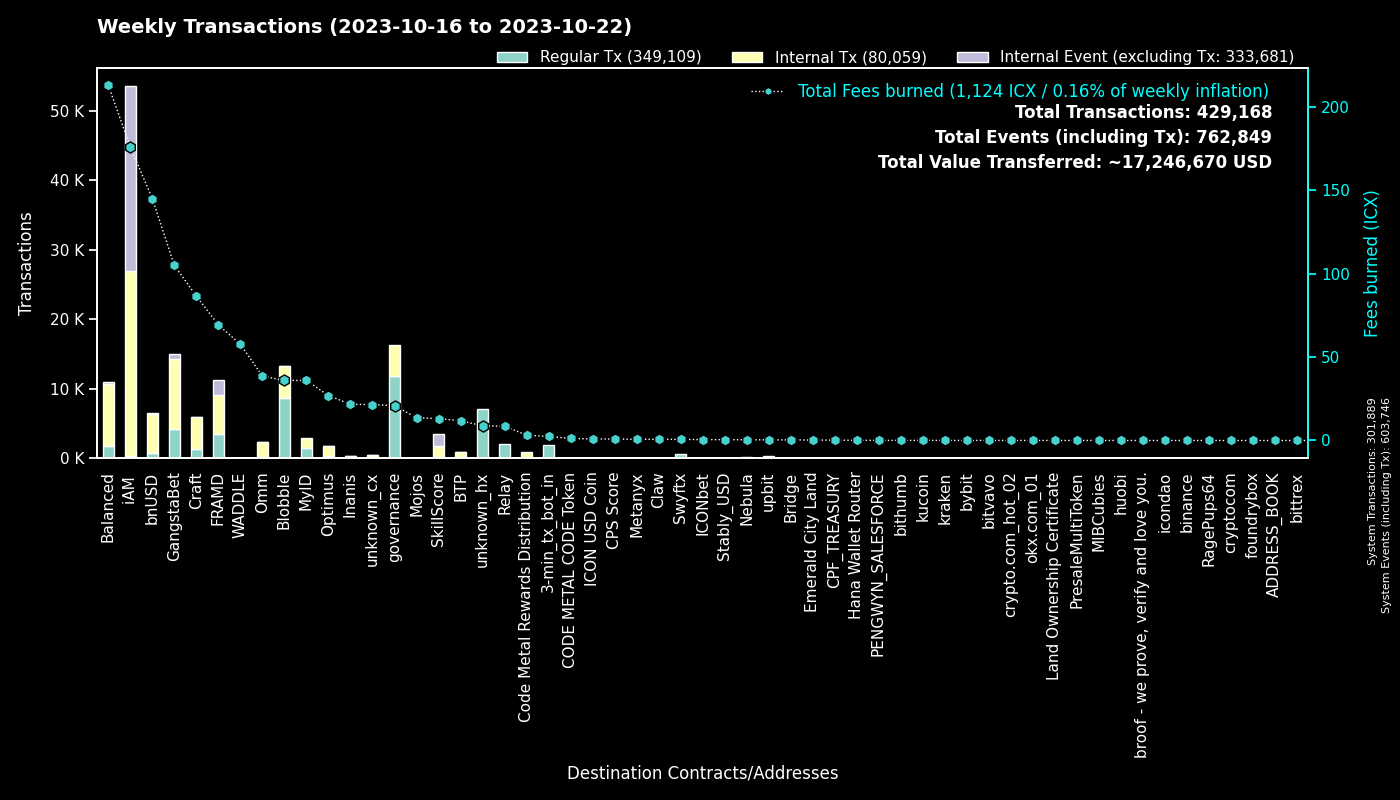 Weekly Transactions (2023-10-16 to 2023-10-22)
Regular Tx (349,109)
Internal Tx (80,059)
Internal Event (excluding Tx: 333,681)
Total Fees burned (1,124 ICX / 0.16% of weekly inflation)
Total Transactions: 429,168
Total Events (including Tx): 762,849
Total Value Transferred: ~17,246,670 USD
Transactions
50 K
40 K
30 K
20 K
10 K
0 K
200
150
100
50
0
Fees burned (ICX)
System Transactions: 301,889
System Events (including Tx): 603,746
Balanced
iAM
bnUSD
GangstaBet
Craft
FRAMD
WADDLE
Omm
Blobble
MyID
Optimus
Inanis
unknown_cx
governance
Mojos
SkillScore
BTP
unknown_hx
Relay
Code Metal Rewards Distribution
3-min_tx_bot_in
CODE METAL CODE Token
ICON USD Coin
CPS Score
Metanyx
Claw
Swyftx
ICONbet
Stably_USD
Nebula
upbit
Bridge
Emerald City Land
CPF_TREASURY
Hana Wallet Router
PENGWYN_SALESFORCE
bithumb
kucoin
kraken
bybit
bitvavo
crypto.com_hot_02
okx.com_01
Land Ownership Certificate
PresaleMultiToken
MIBCubies
huobi
broof - we prove, verify and love you.
icondao
binance
RagePups64
cryptocom
foundrybox
ADDRESS_BOOK
bittrex
Destination Contracts/Addresses